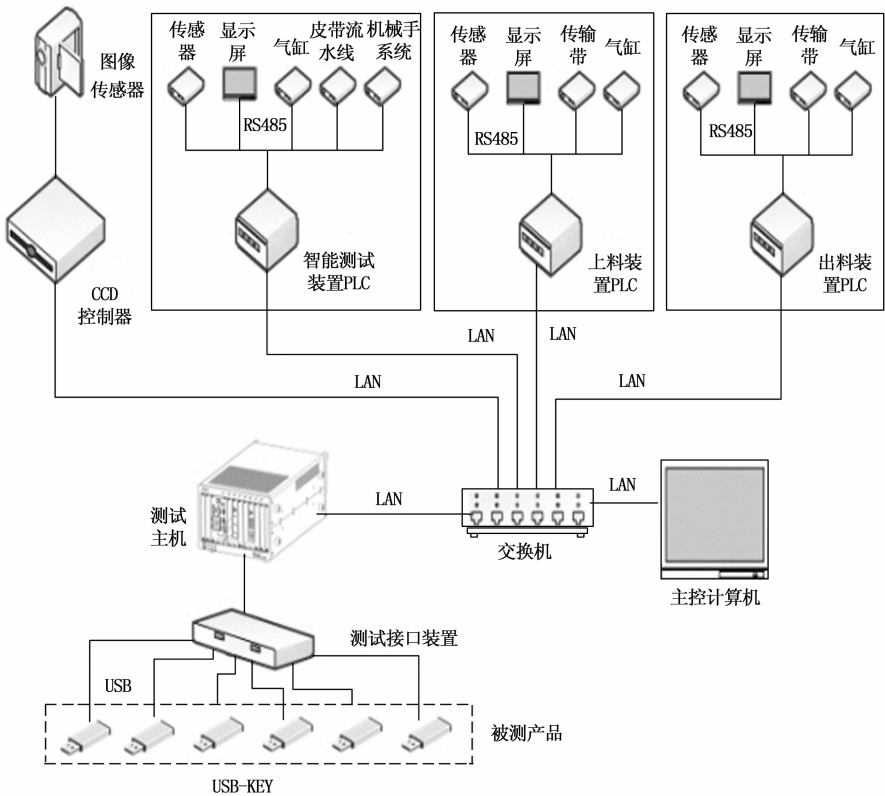 图像
传感器
CCD
控制器
传感
器
显示
屏
气缸
皮带流
水线
机械手
系统
RS485
智能测试
装置PLC
传感
器
显示
屏
传输
带
气缸
RS485
上料装
置PLC
传感
器
显示
屏
传输
带
气缸
RS485
出料装
置PLC
LAN
LAN
LAN
LAN
测试
主机
LAN
交换机
LAN
主控计算机
测试接口装置
USB
被测产品
USB-KEY